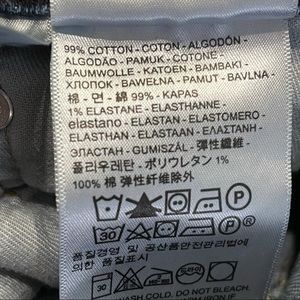 99% COTTON - COTON - ALGODÓN -
ALGODÃO - PAMUK - COTONE -
BAUMWOLLE - KATOEN - BAMBAKI -
ХЛОПОК - BAWEŁNA - PAMUT - BAVLNA -
棉 - 면 - 綿 99% - KAPAS
1% ELASTANE - ELASTHANNE -
elastano - ELASTAN - ELASTOMERO -
ELASTHAN - ELASTAAN - ΕΛΑΣΤΑΝΗ -
ЭЛАСТАН - GUMISZÁL - 弾性繊維 -
폴리우레탄 - ポリウレタン 1%
100% 棉 弹性纤维除外
30 P
30 P
품질경영 및 공산품안전관리법에
의한 품질표시
WASH COLD. DO NOT BLEACH.